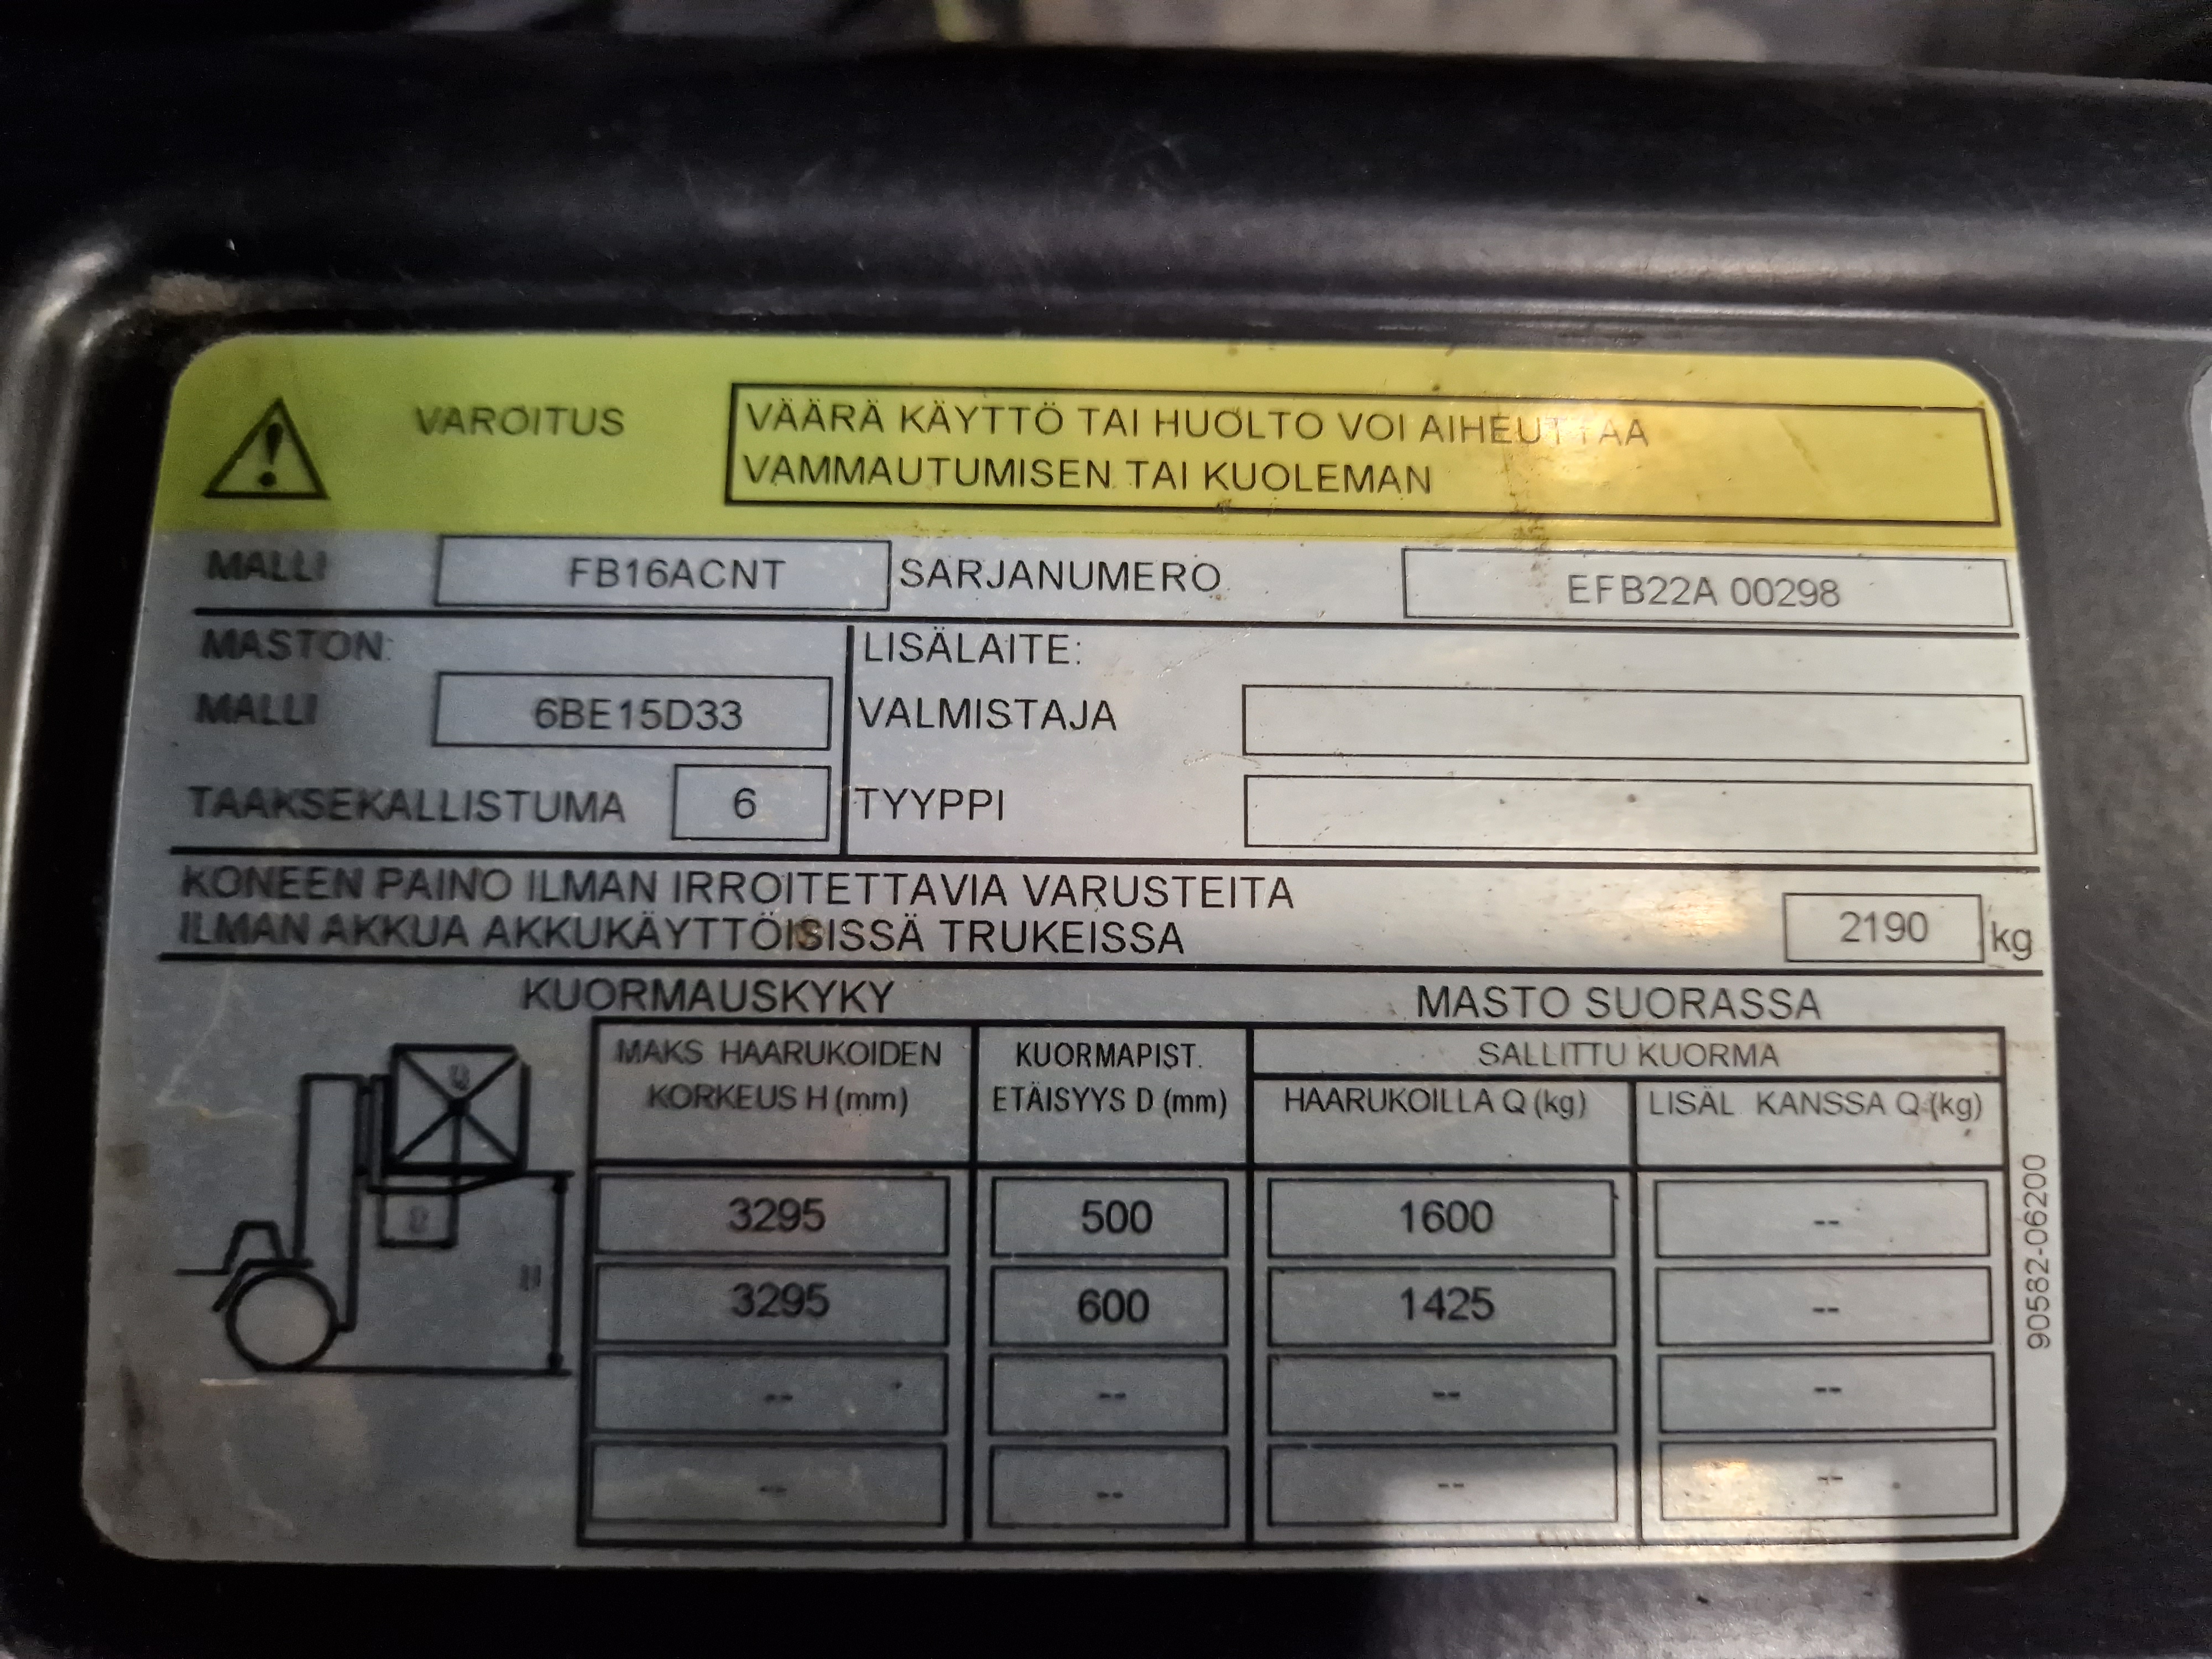 VAROITUS
VÄÄRÄ KÄYTTÖ TAI HUOLTO VOI AIHEUTTAA
VAMMAUTUMISEN TAI KUOLEMAN
MALLI FB16ACNT SARJANUMERO EFB22A 00298
MASTON: LISÄLAITE:
MALLI 6BE15D33 VALMISTAJA
TAAKSEKALLISTUMA 6 TYYPPI
KONEEN PAINO ILMAN IRROITETTAVIA VARUSTEITA
ILMAN AKKUA AKKUKÄYTTÖISISSÄ TRUKEISSA 2190 kg
KUORMAUSKYKY MASTO SUORASSA
MAKS HAARUKOIDEN KUORMAPIST. SALLITTU KUORMA
KORKEUS H (mm) ETÄISYYS D (mm) HAARUKOILLA Q (kg) LISÄL KANSSA Q (kg)
Q
D
H
3295 500 1600 --
3295 600 1425 --
-- -- -- --
-- -- -- --
90582-06200